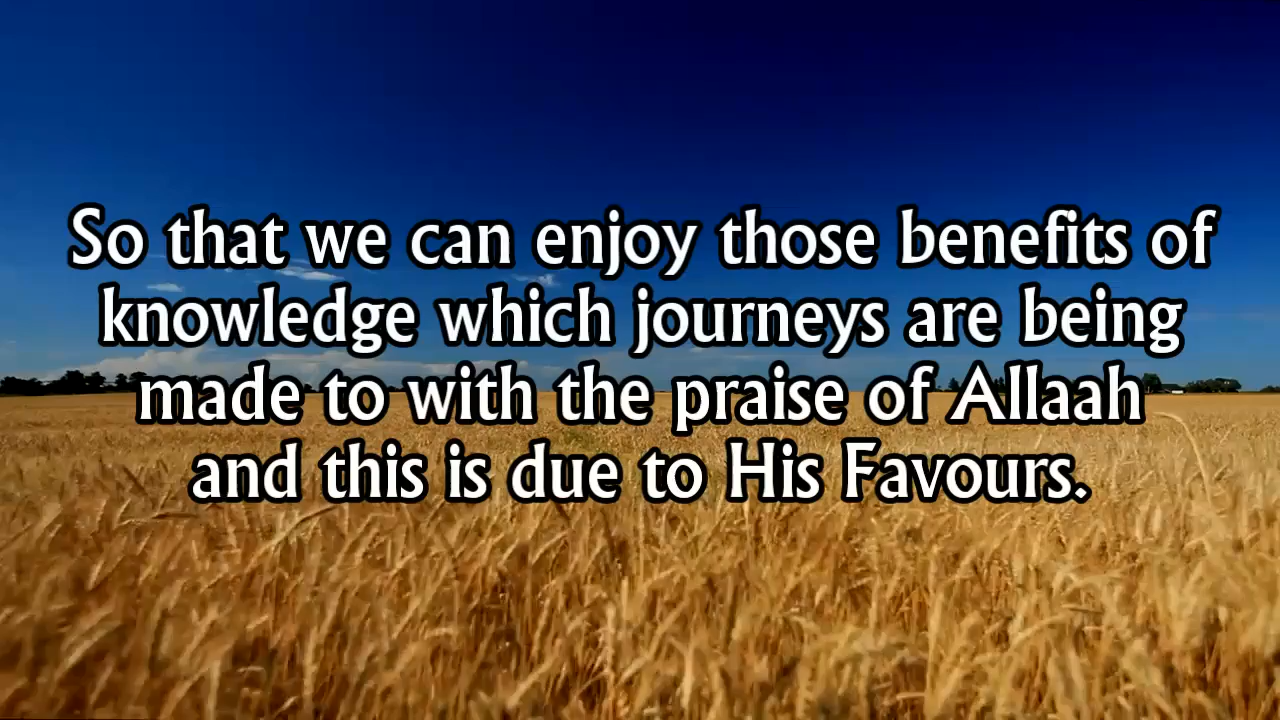 So that we can enjoy those benefits of
knowledge which journeys are being
made to with the praise of Allaah
and this is due to His Favours.